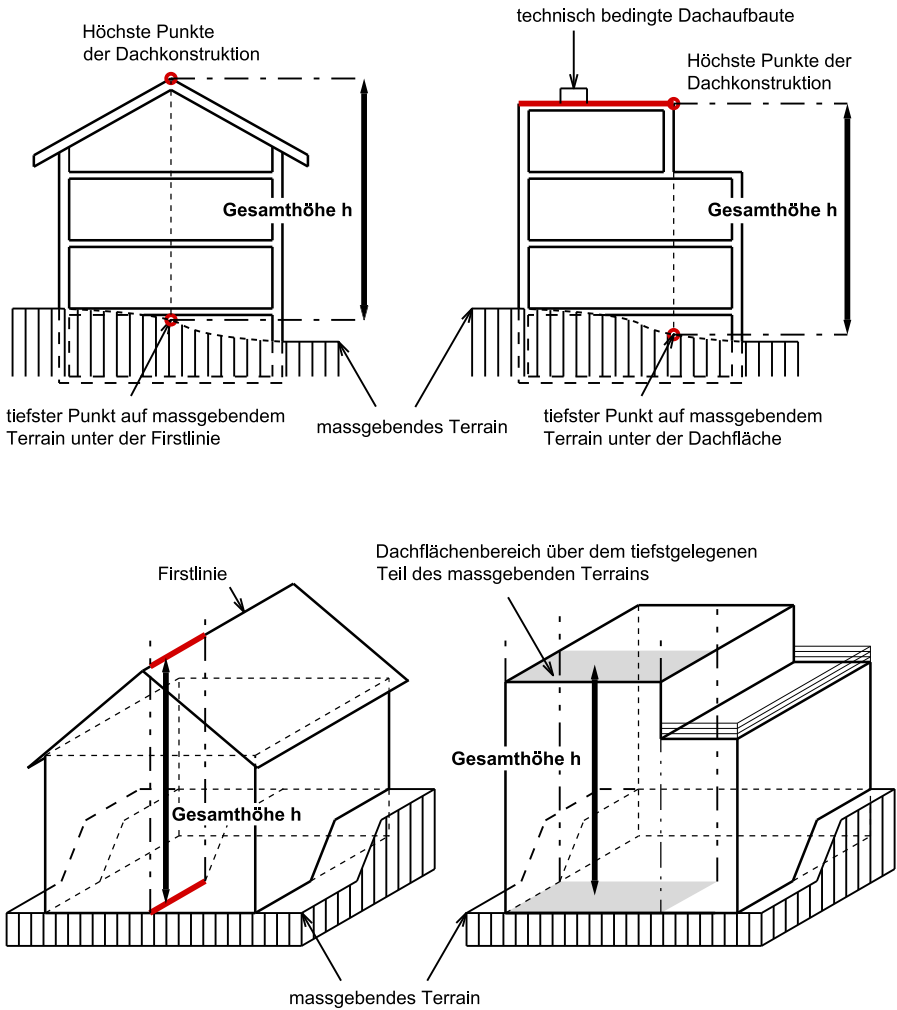 technisch bedingte Dachaufbaute
Höchste Punkte
der Dachkonstruktion
Höchste Punkte der
Dachkonstruktion
Gesamthöhe h
Gesamthöhe h
tiefster Punkt auf massgebendem
Terrain unter der Firstlinie
massgebendes Terrain
tiefster Punkt auf massgebendem
Terrain unter der Dachfläche
Firstlinie
Dachflächenbereich über dem tiefstgelegenen
Teil des massgebenden Terrains
Gesamthöhe h
Gesamthöhe h
massgebendes Terrain